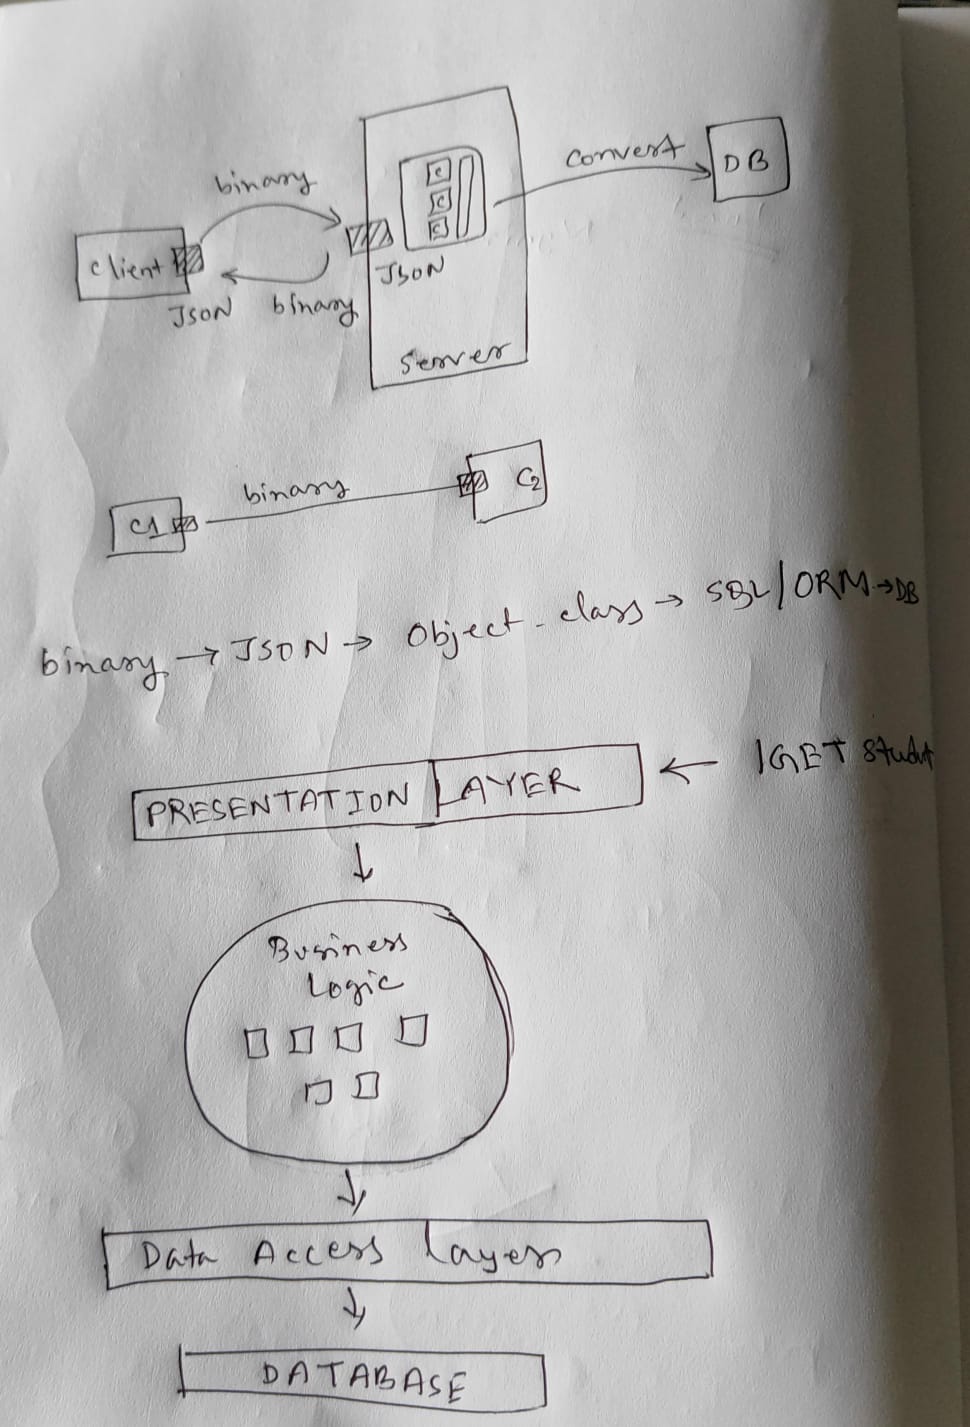 binary
convert
DB
C
C
C
client
JSON
JSON
binary
Server
binary
C1
C2
binary → JSON → Object - class → SQL/ORM → DB
PRESENTATION LAYER ← /GET
↓
Business
Logic
↓
Data Access Layer
↓
DATABASE